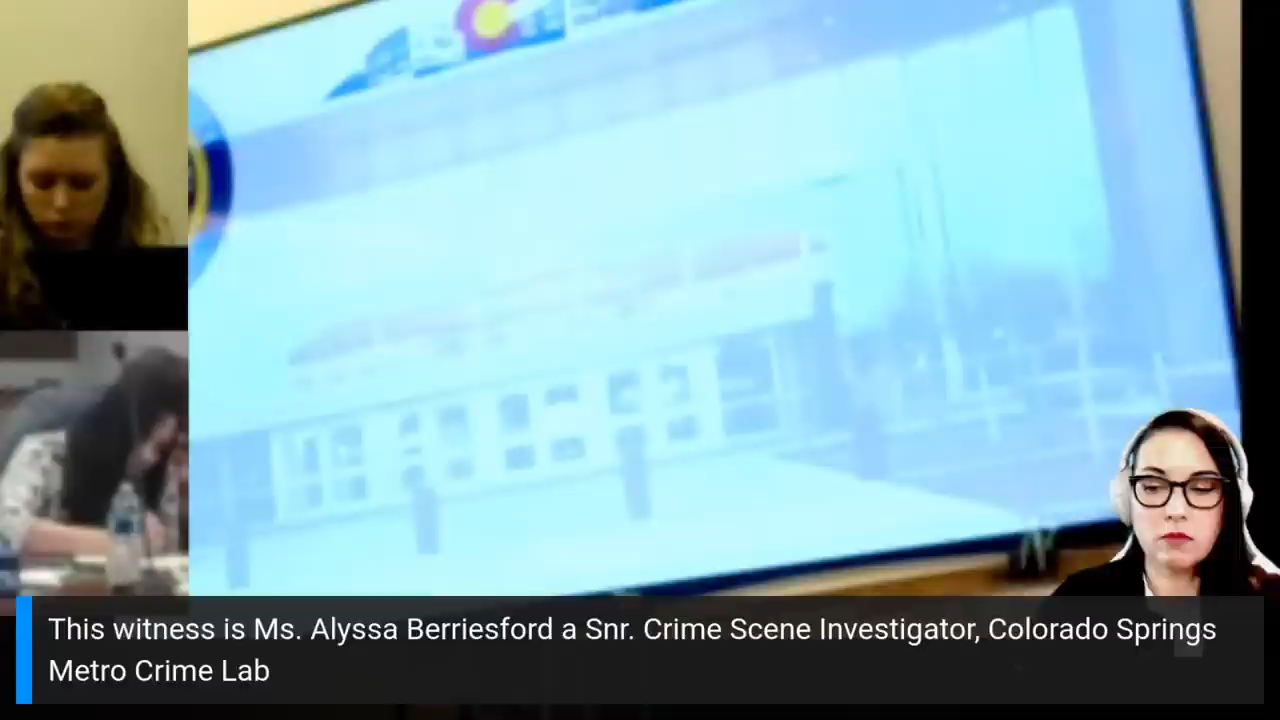 This witness is Ms. Alyssa Berriesford a Snr. Crime Scene Investigator, Colorado Springs
Metro Crime Lab